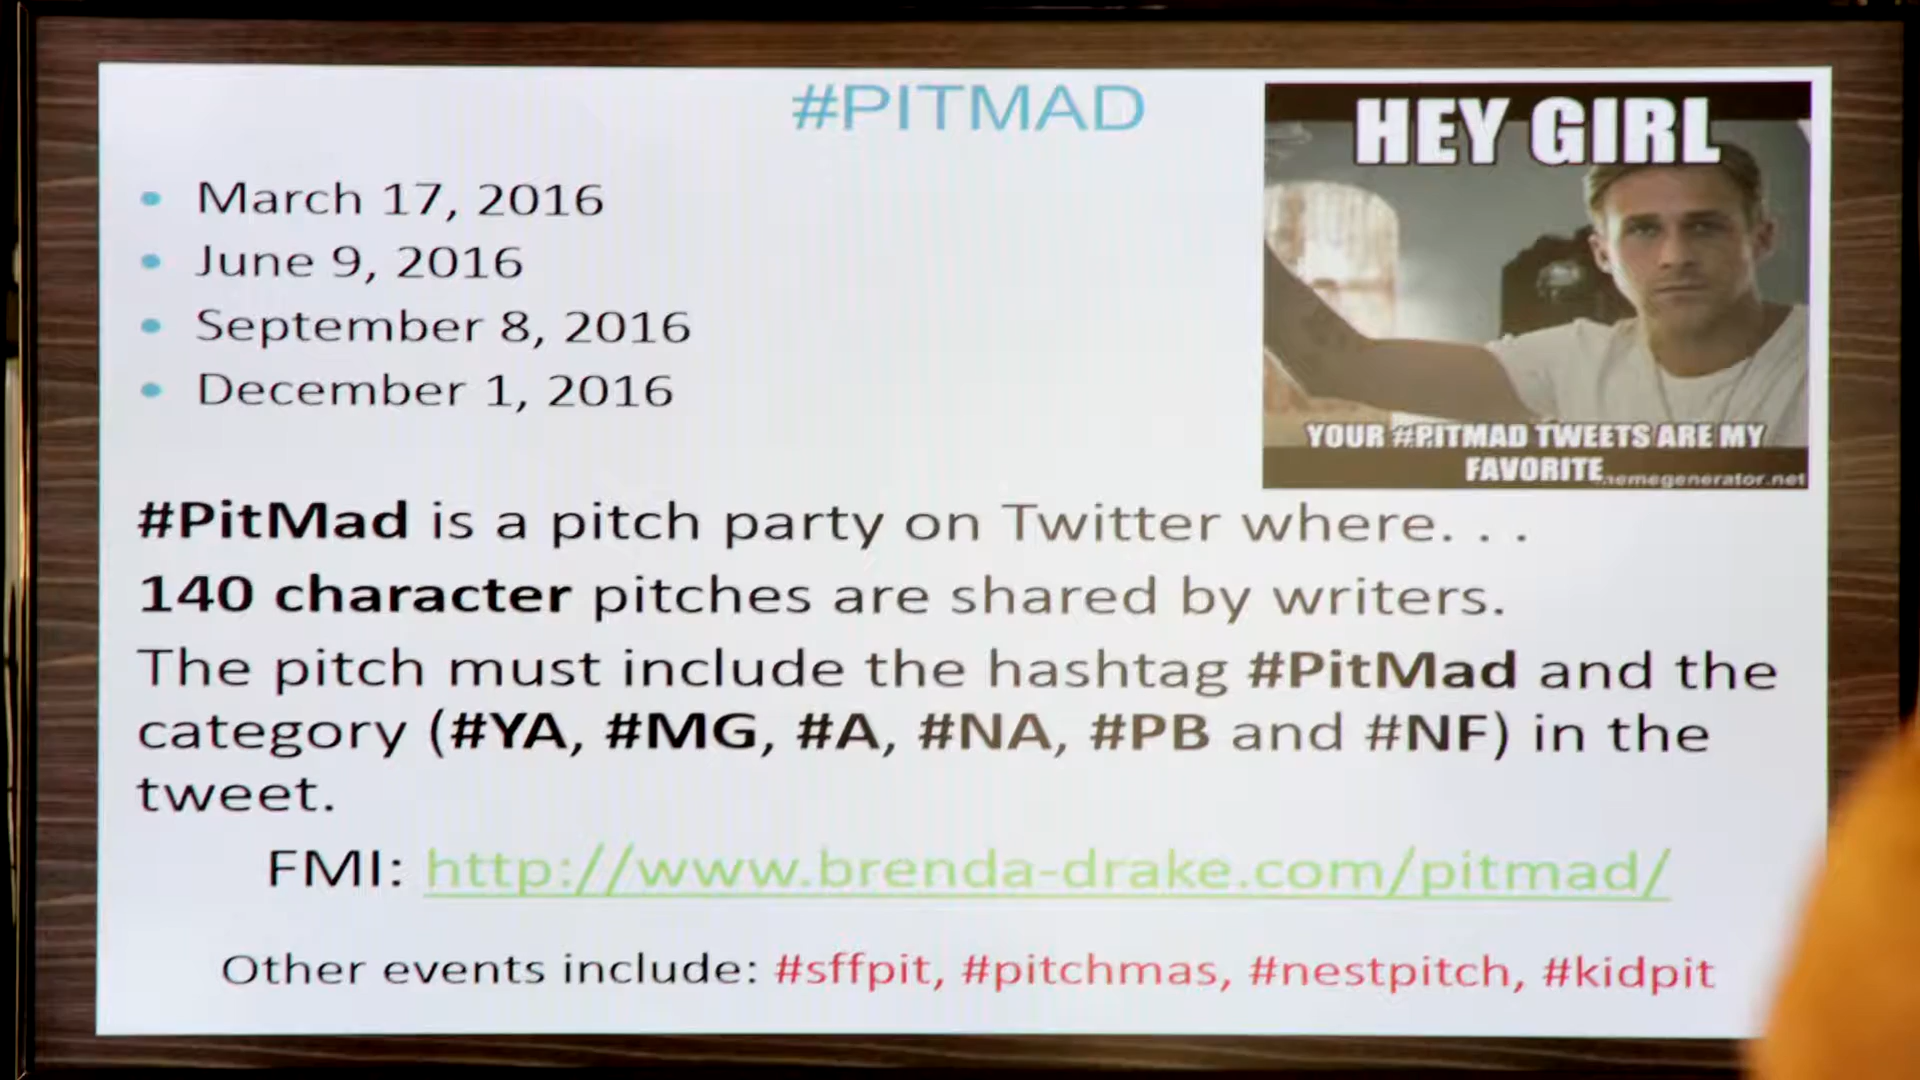 #PITMAD
HEY GIRL
• March 17, 2016
• June 9, 2016
• September 8, 2016
• December 1, 2016
YOUR #PITMAD TWEETS ARE MY
FAVORITE
memegenerator.net
#PitMad is a pitch party on Twitter where. . .
140 character pitches are shared by writers.
The pitch must include the hashtag #PitMad and the
category (#YA, #MG, #A, #NA, #PB and #NF) in the
tweet.
FMI: http://www.brenda-drake.com/pitmad/
Other events include: #sffpit, #pitchmas, #nestpitch, #kidpit